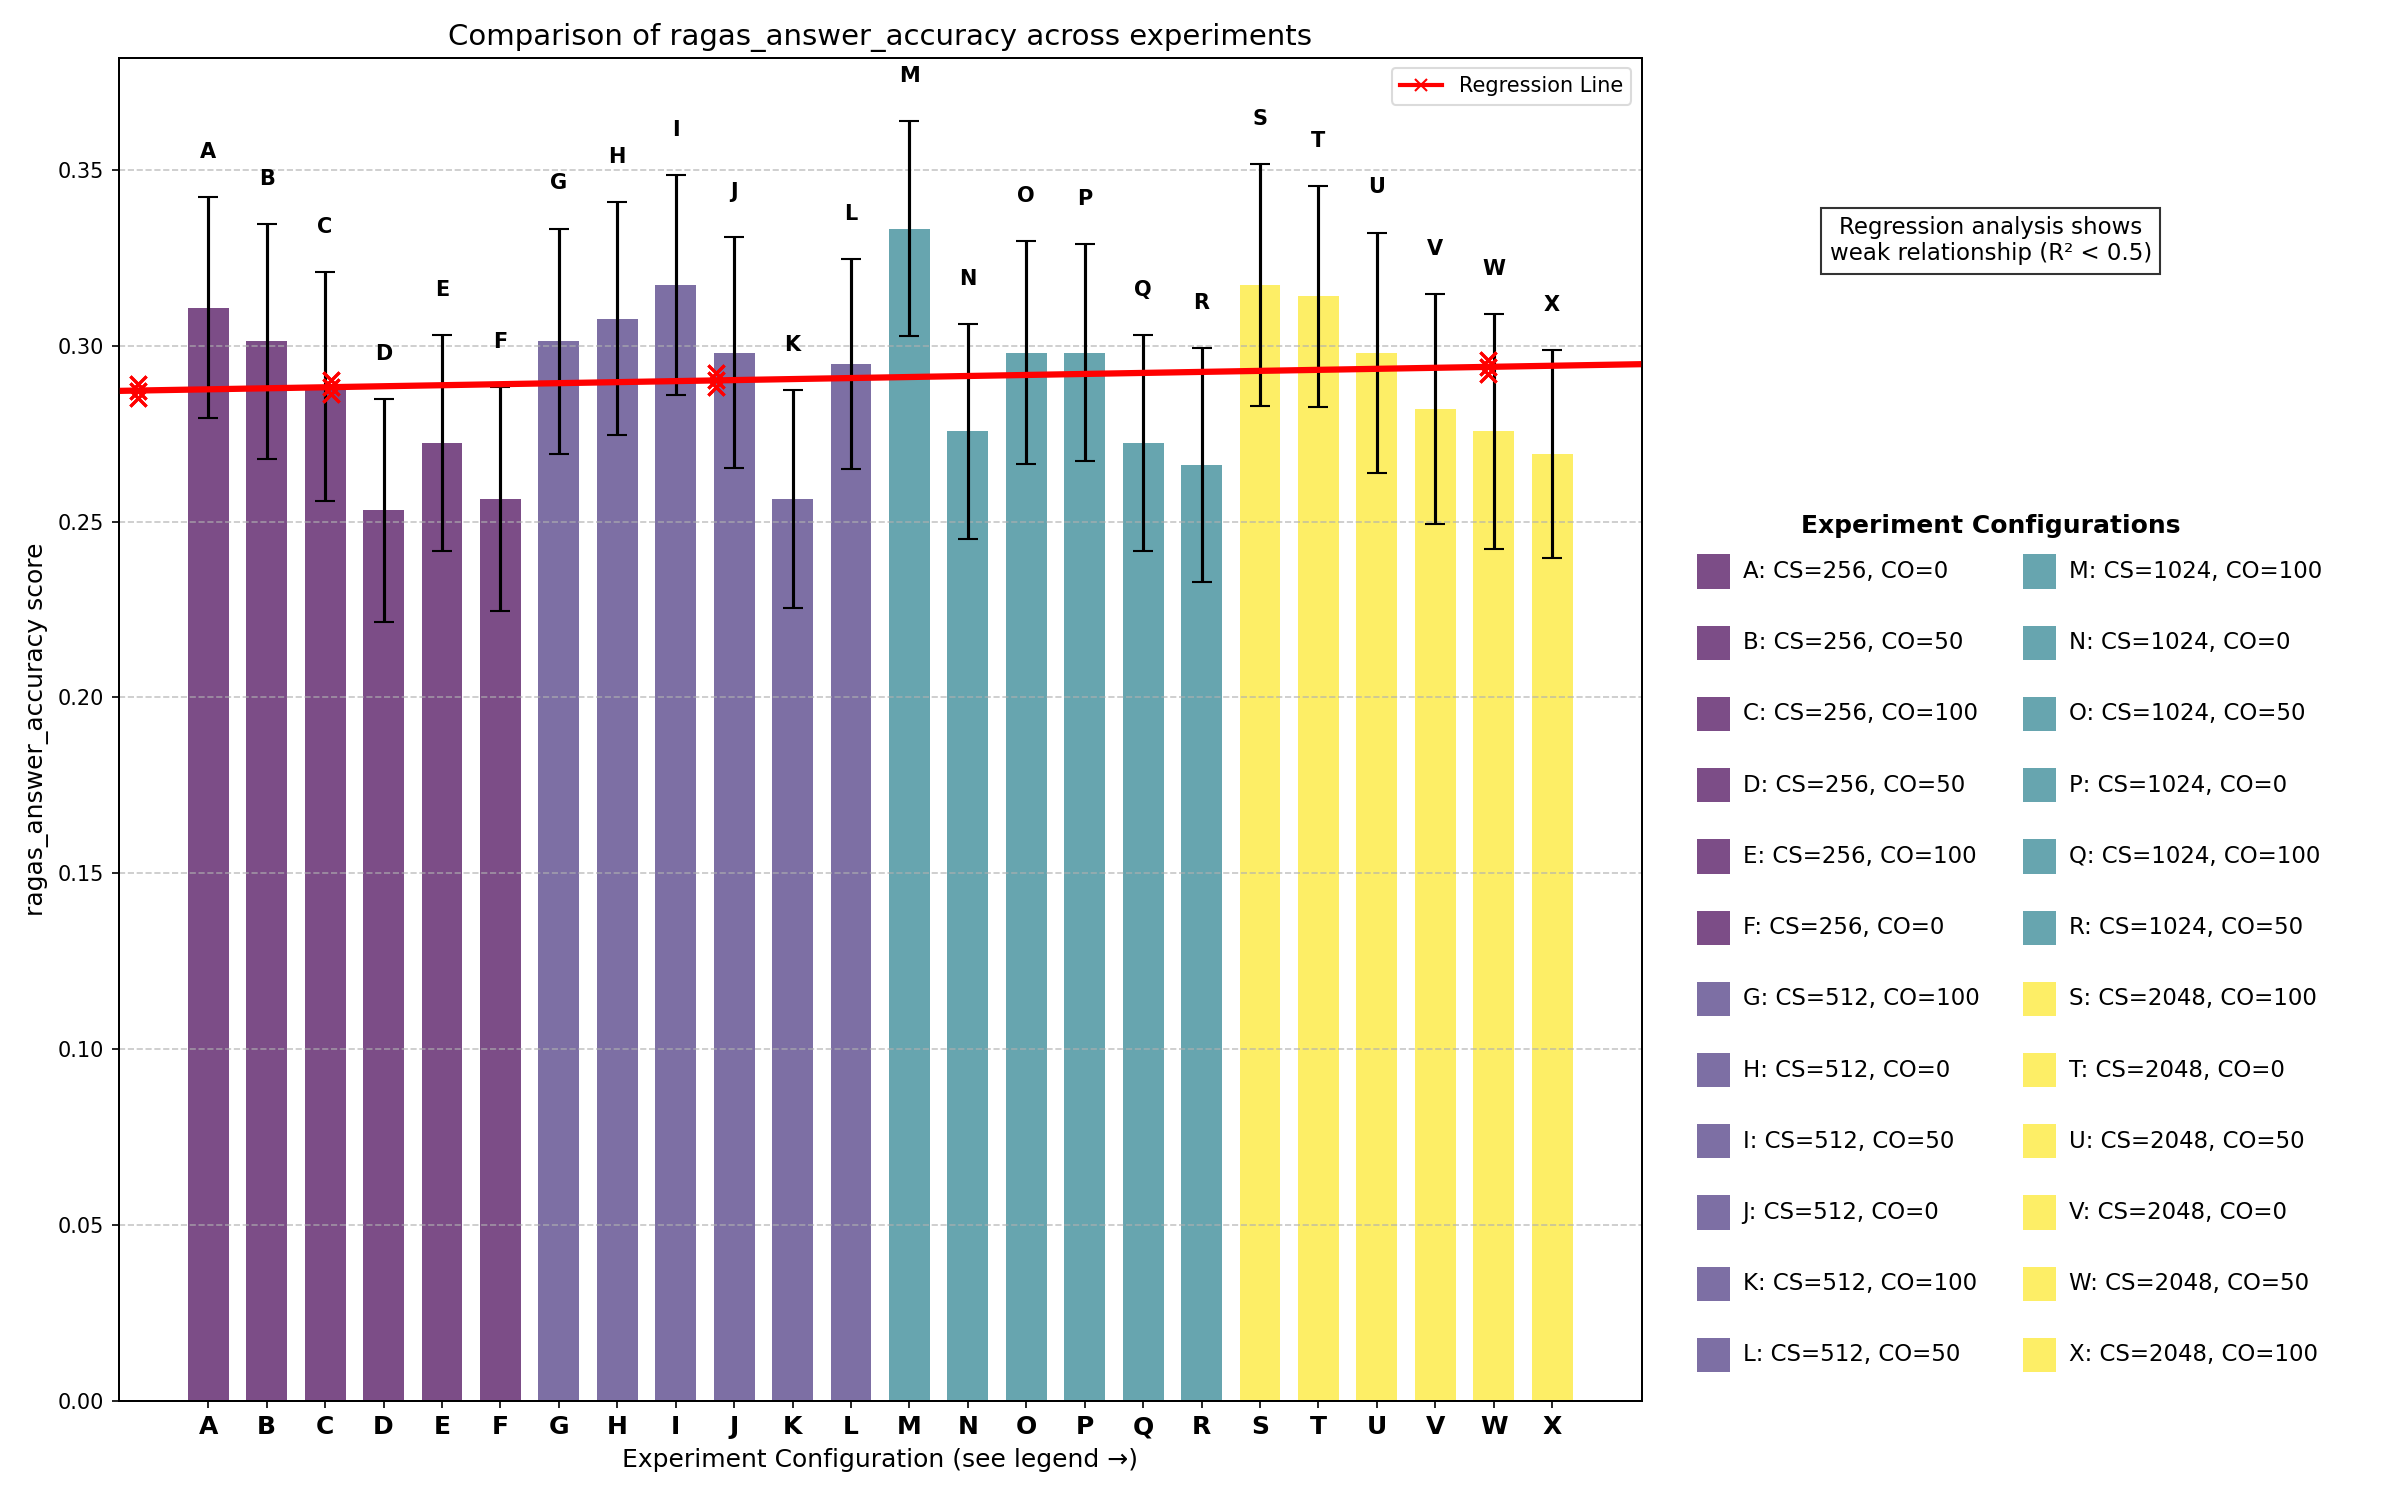 Comparison of ragas_answer_accuracy across experiments
Regression Line
M
S
I
T
A
H
B
G
U
J
O
P
L
C
V
W
N
E
Q
R
X
F
K
D
0.35
0.30
0.25
0.20
0.15
0.10
0.05
0.00
ragas_answer_accuracy score
A B C D E F G H I J K L M N O P Q R S T U V W X
Experiment Configuration (see legend →)
Regression analysis shows
weak relationship (R² < 0.5)
Experiment Configurations
A: CS=256, CO=0
B: CS=256, CO=50
C: CS=256, CO=100
D: CS=256, CO=50
E: CS=256, CO=100
F: CS=256, CO=0
G: CS=512, CO=100
H: CS=512, CO=0
I: CS=512, CO=50
J: CS=512, CO=0
K: CS=512, CO=100
L: CS=512, CO=50
M: CS=1024, CO=100
N: CS=1024, CO=0
O: CS=1024, CO=50
P: CS=1024, CO=0
Q: CS=1024, CO=100
R: CS=1024, CO=50
S: CS=2048, CO=100
T: CS=2048, CO=0
U: CS=2048, CO=50
V: CS=2048, CO=0
W: CS=2048, CO=50
X: CS=2048, CO=100